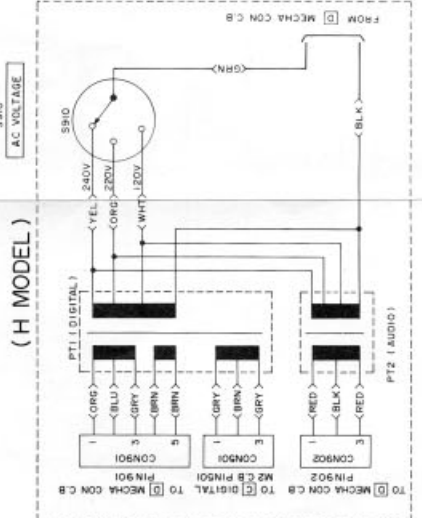 FROM D MECHA CON C.B
GRN
BLK
S910
AC VOLTAGE
S910
240V
220V
120V
YEL
ORG
WHT
(H MODEL)
PT1 (DIGITAL)
PT2 (AUDIO)
ORG
BLU
GRY
BRN
BRN
GRY
BRN
GRY
RED
BLK
RED
1
3
5
1
3
1
3
CON901
PIN901
TO D MECHA CON C.B
CON501
M2 C.B PIN501
TO C DIGITAL
CON902
PIN902
TO D MECHA CON C.B